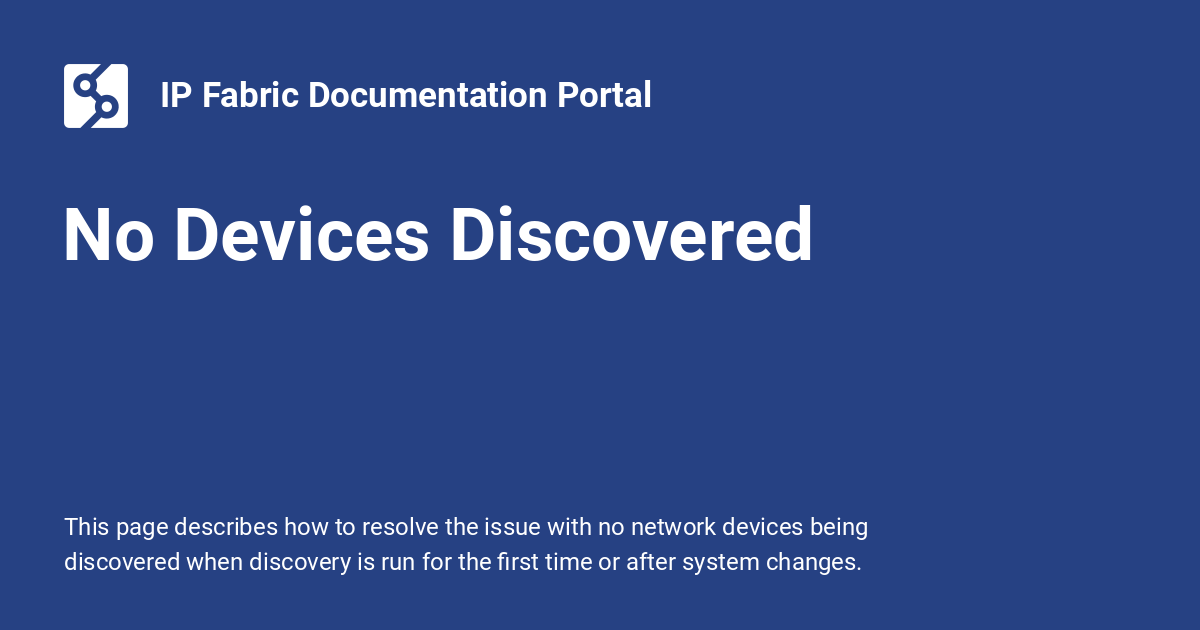 IP Fabric Documentation Portal
No Devices Discovered
This page describes how to resolve the issue with no network devices being
discovered when discovery is run for the first time or after system changes.